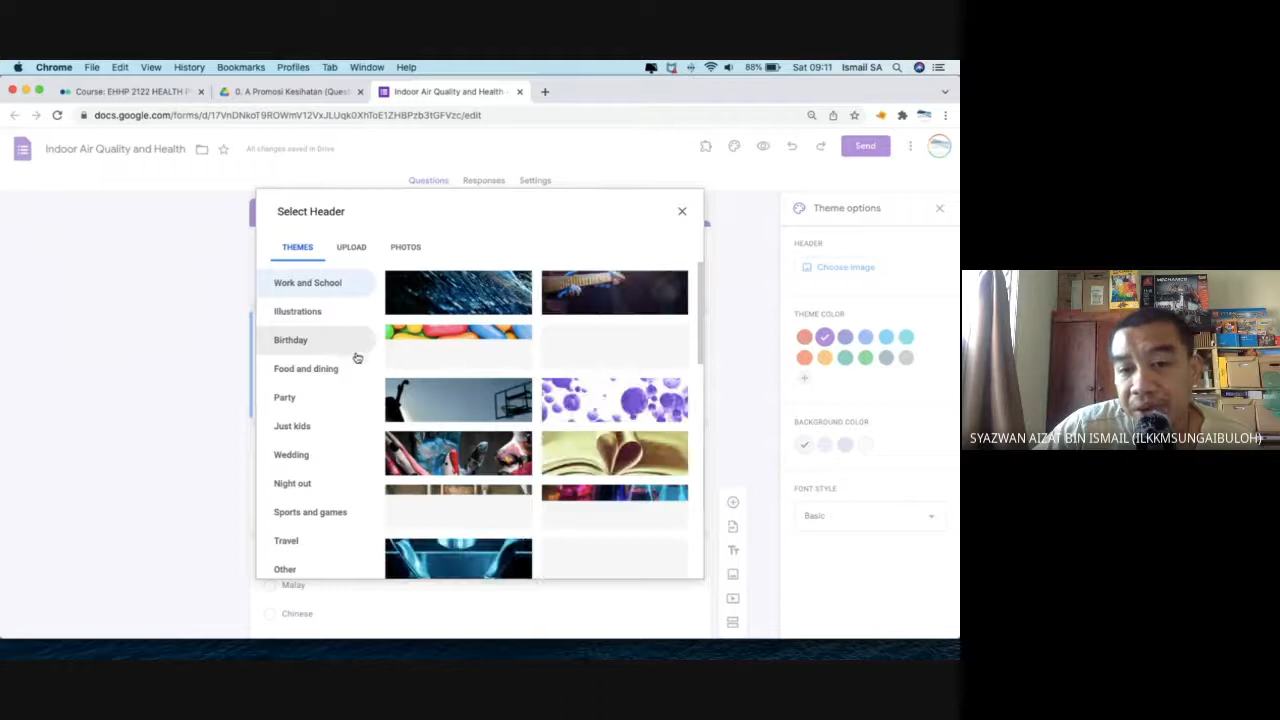 Chrome File Edit View History Bookmarks Profiles Tab Window Help 88% Sat 09:11 Ismail SA
Course: EHHP 2122 HEALTH P
0. A Promosi Kesihatan (Quest
Indoor Air Quality and Health -
docs.google.com/forms/d/17VnDNkoT9ROWmV12VxJLUqk0XhToE1ZHBPzb3tGFVzc/edit
Indoor Air Quality and Health All changes saved in Drive Send
Questions Responses Settings
Select Header
THEMES UPLOAD PHOTOS
Work and School
Illustrations
Birthday
Food and dining
Party
Just kids
Wedding
Night out
Sports and games
Travel
Other
Malay
Chinese
Theme options
HEADER
Choose image
THEME COLOR
BACKGROUND COLOR
FONT STYLE
Basic
Tт
SYAZWAN AIZAT BIN ISMAIL (ILKKMSUNGAIBULOH)
MECHANICS